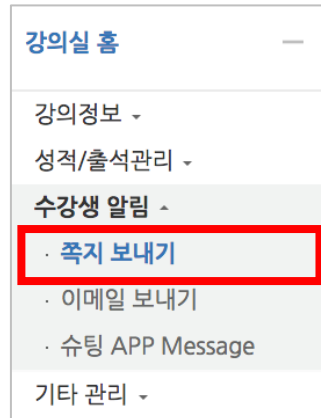 강의실 홈
강의정보
성적/출석관리
수강생 알림
· 쪽지 보내기
· 이메일 보내기
· 슈팅 APP Message
기타 관리